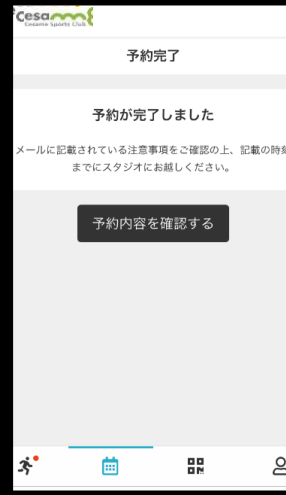 Cesa
Cesame Sports Club
予約完了
予約が完了しました
メールに記載されている注意事項をご確認の上、記載の時刻
までにスタジオにお越しください。
予約内容を確認する